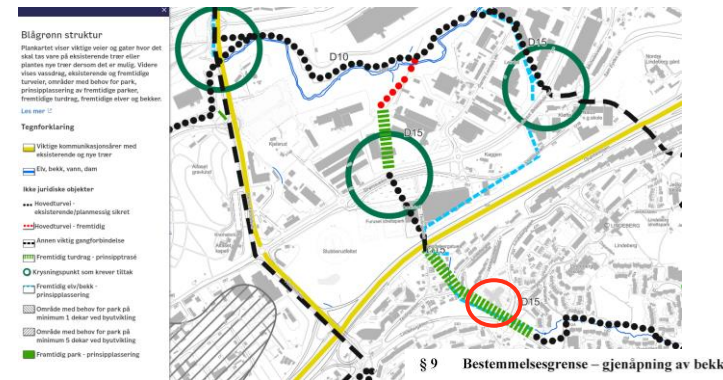 Blågrønn struktur
Plankartet viser viktige veier og gater hvor det
skal tas vare på eksisterende trær eller
plantes nye trær dersom det er mulig. Videre
vises vassdrag, eksisterende og fremtidige
turveier, områder med behov for park,
prinsipplassering av fremtidige parker,
fremtidige turdrag, fremtidige elver og bekker.
Les mer
Tegnforklaring
Viktige kommunikasjonsårer med
eksisterende og nye trær
Elv, bekk, vann, dam
Ikke juridiske objekter
Hovedturvei -
eksisterende/planmessig sikret
Hovedturvei - fremtidig
Annen viktig gangforbindelse
Fremtidig turdrag - prinsipptrasé
Krysningspunkt som krever tiltak
Fremtidig elv/bekk -
prinsipplassering
Område med behov for park på
minimum 1 dekar ved byutvikling
Område med behov for park på
minimum 5 dekar ved byutvikling
Fremtidig park - prinsipplassering
D10
D15
D15
D15
D15
Lindeberg
§ 9 Bestemmelsesgrense – gjenåpning av bekk